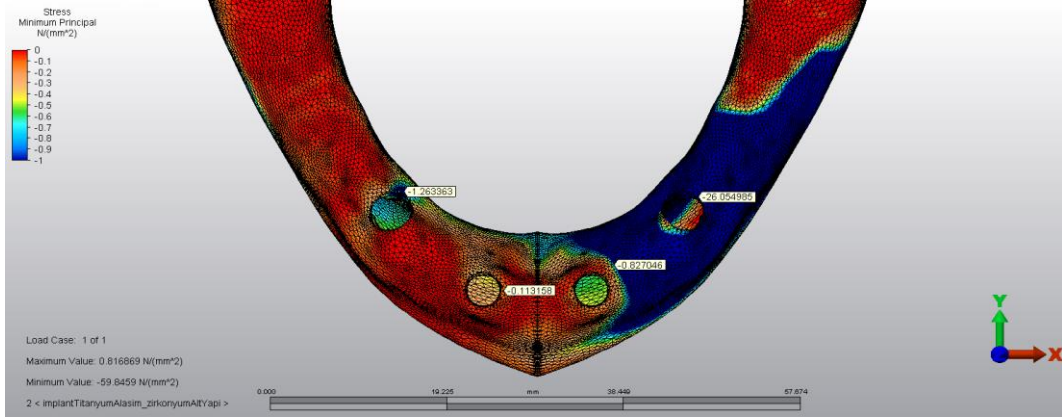 Stress
Minimum Principal
N/(mm^2)
0
-0.1
-0.2
-0.3
-0.4
-0.5
-0.6
-0.7
-0.8
-0.9
-1
-1.263363
-26.054985
-0.827046
-0.113158
Load Case: 1 of 1
Maximum Value: 0.816869 N/(mm^2)
Minimum Value: -59.8459 N/(mm^2)
2 < implantTitanyumAlasim_zirkonyumAltYapi >
0.000 19.225 mm 38.449 57.674
Y
X